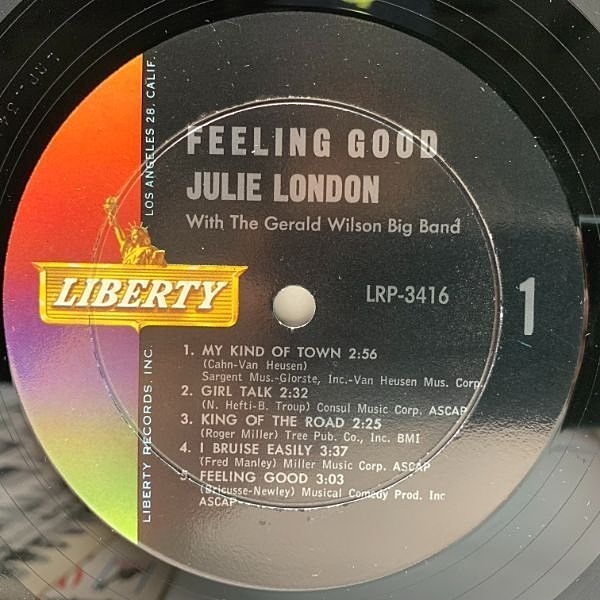 FEELING GOOD
JULIE LONDON
With The Gerald Wilson Big Band
LIBERTY
LRP-3416
1
1. MY KIND OF TOWN 2:56
(Cahn-Van Heusen)
Sargent Mus.-Glorste, Inc.-Van Heusen Mus. Corp.
2. GIRL TALK 2:32
(N. Hefti-B. Troup) Consul Music Corp. ASCAP
3. KING OF THE ROAD 2:25
(Roger Miller) Tree Pub. Co., Inc. BMI
4. I BRUISE EASILY 3:37
(Fred Manley) Miller Music Corp. ASCAP
5. FEELING GOOD 3:03
(Bricusse-Newley) Musical Comedy Prod. Inc
ASCAP
LIBERTY RECORDS, INC.
LOS ANGELES 28, CALIF.